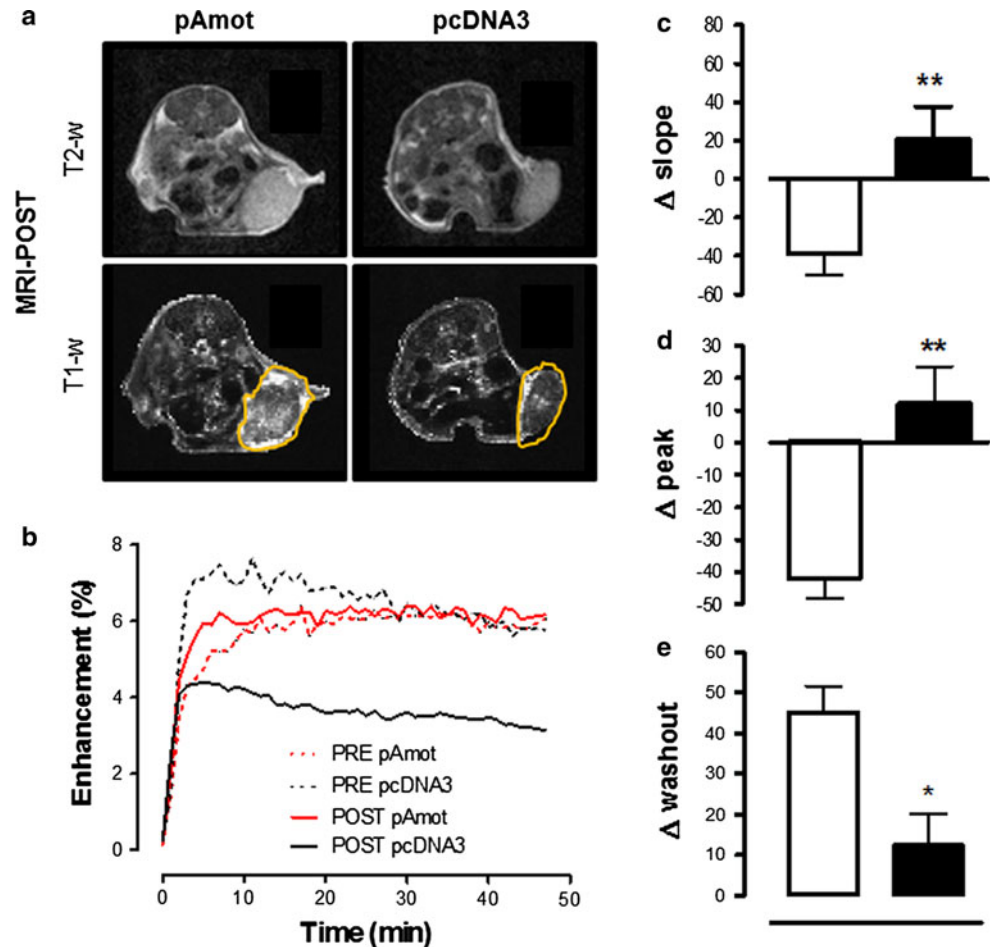 a
pAmot
pcDNA3
MRI-POST
T2-w
T1-w
b
Enhancement (%)
8
6
4
2
0
PRE pAmot
PRE pcDNA3
POST pAmot
POST pcDNA3
0 10 20 30 40 50
Time (min)
c
Δ slope
80
60
40
20
0
-20
-40
-60
**
d
Δ peak
30
20
10
0
-10
-20
-30
-40
-50
**
e
Δ washout
60
50
40
30
20
10
0
*